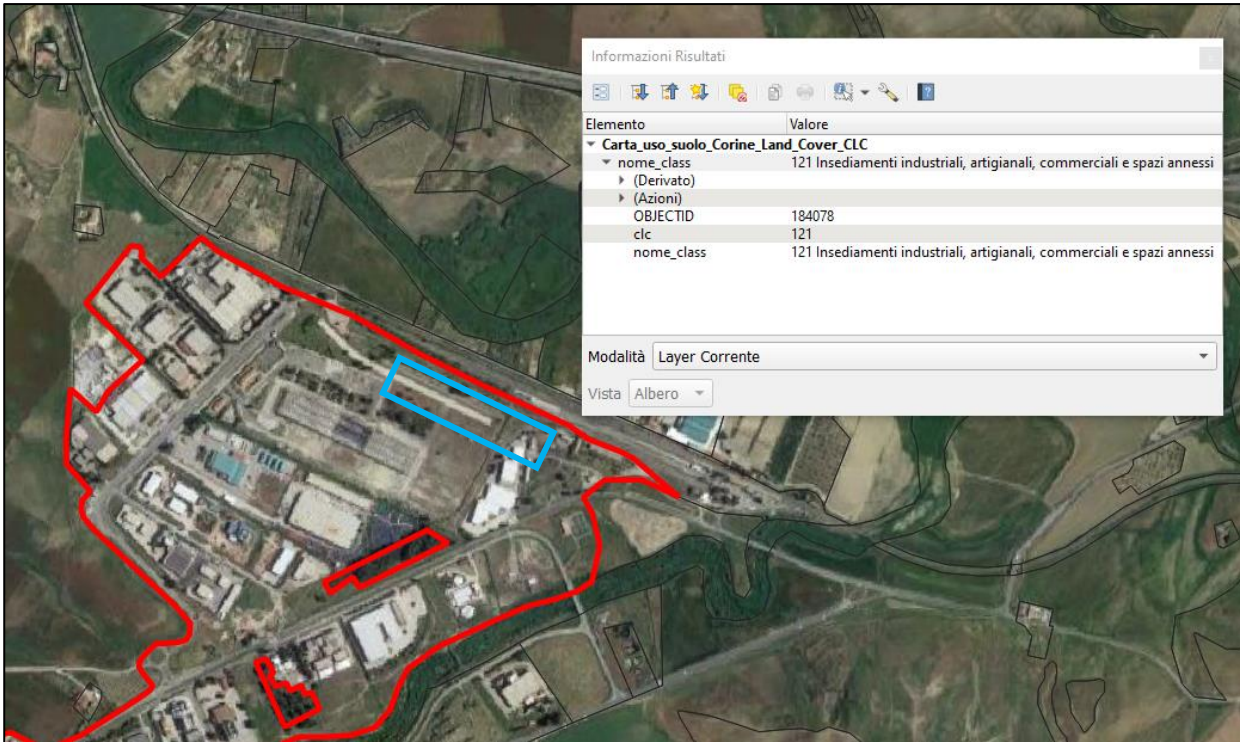 Informazioni Risultati
Elemento Valore
Carta_uso_suolo_Corine_Land_Cover_CLC
nome_class 121 Insediamenti industriali, artigianali, commerciali e spazi annessi
(Derivato)
(Azioni)
OBJECTID 184078
clc 121
nome_class 121 Insediamenti industriali, artigianali, commerciali e spazi annessi
Modalità Layer Corrente
Vista Albero